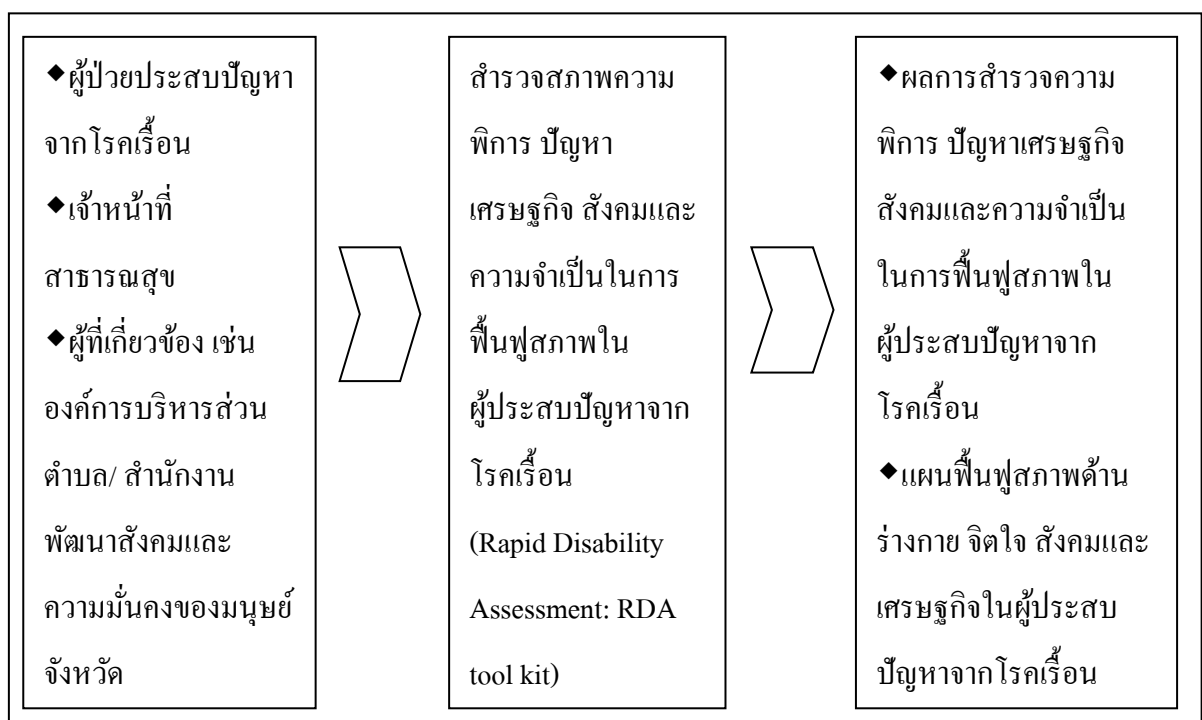 ◆ผู้ป่วยประสบปัญหา
จากโรคเรื้อน
◆เจ้าหน้าที่
สาธารณสุข
◆ผู้ที่เกี่ยวข้อง เช่น
องค์การบริหารส่วน
ตำบล/ สำนักงาน
พัฒนาสังคมและ
ความมั่นคงของมนุษย์
จังหวัด
สำรวจสภาพความ
พิการ ปัญหา
เศรษฐกิจ สังคมและ
ความจำเป็นในการ
ฟื้นฟูสภาพใน
ผู้ประสบปัญหาจาก
โรคเรื้อน
(Rapid Disability
Assessment: RDA
tool kit)
◆ผลการสำรวจความ
พิการ ปัญหาเศรษฐกิจ
สังคมและความจำเป็น
ในการฟื้นฟูสภาพใน
ผู้ประสบปัญหาจาก
โรคเรื้อน
◆แผนฟื้นฟูสภาพด้าน
ร่างกาย จิตใจ สังคมและ
เศรษฐกิจในผู้ประสบ
ปัญหาจากโรคเรื้อน